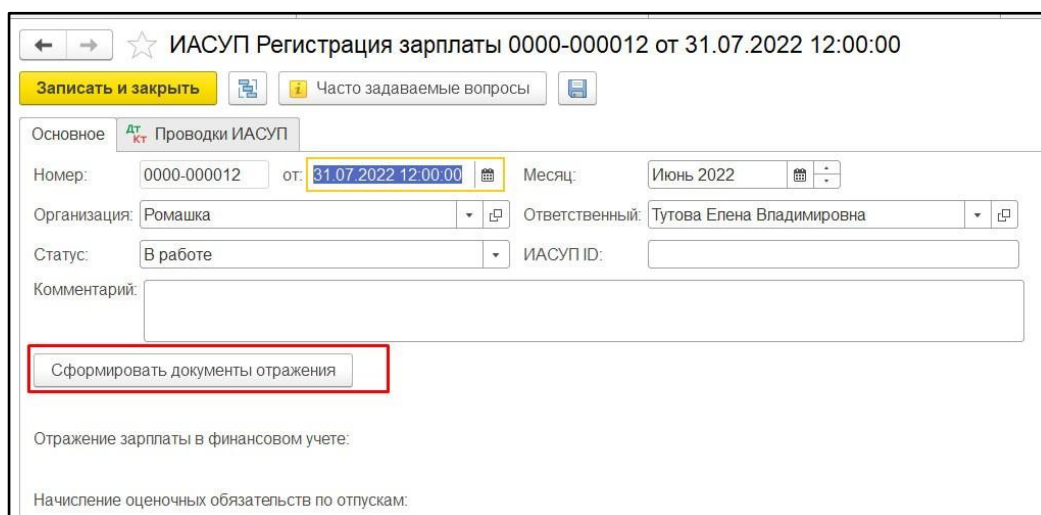 ИАСУП Регистрация зарплаты 0000-000012 от 31.07.2022 12:00:00
Записать и закрыть i Часто задаваемые вопросы
Основное Дт Кт Проводки ИАСУП
Номер: 0000-000012 от: 31.07.2022 12:00:00 Месяц: Июнь 2022
Организация: Ромашка Ответственный: Тутова Елена Владимировна
Статус: В работе ИАСУП ID:
Комментарий:
Сформировать документы отражения
Отражение зарплаты в финансовом учете:
Начисление оценочных обязательств по отпускам: